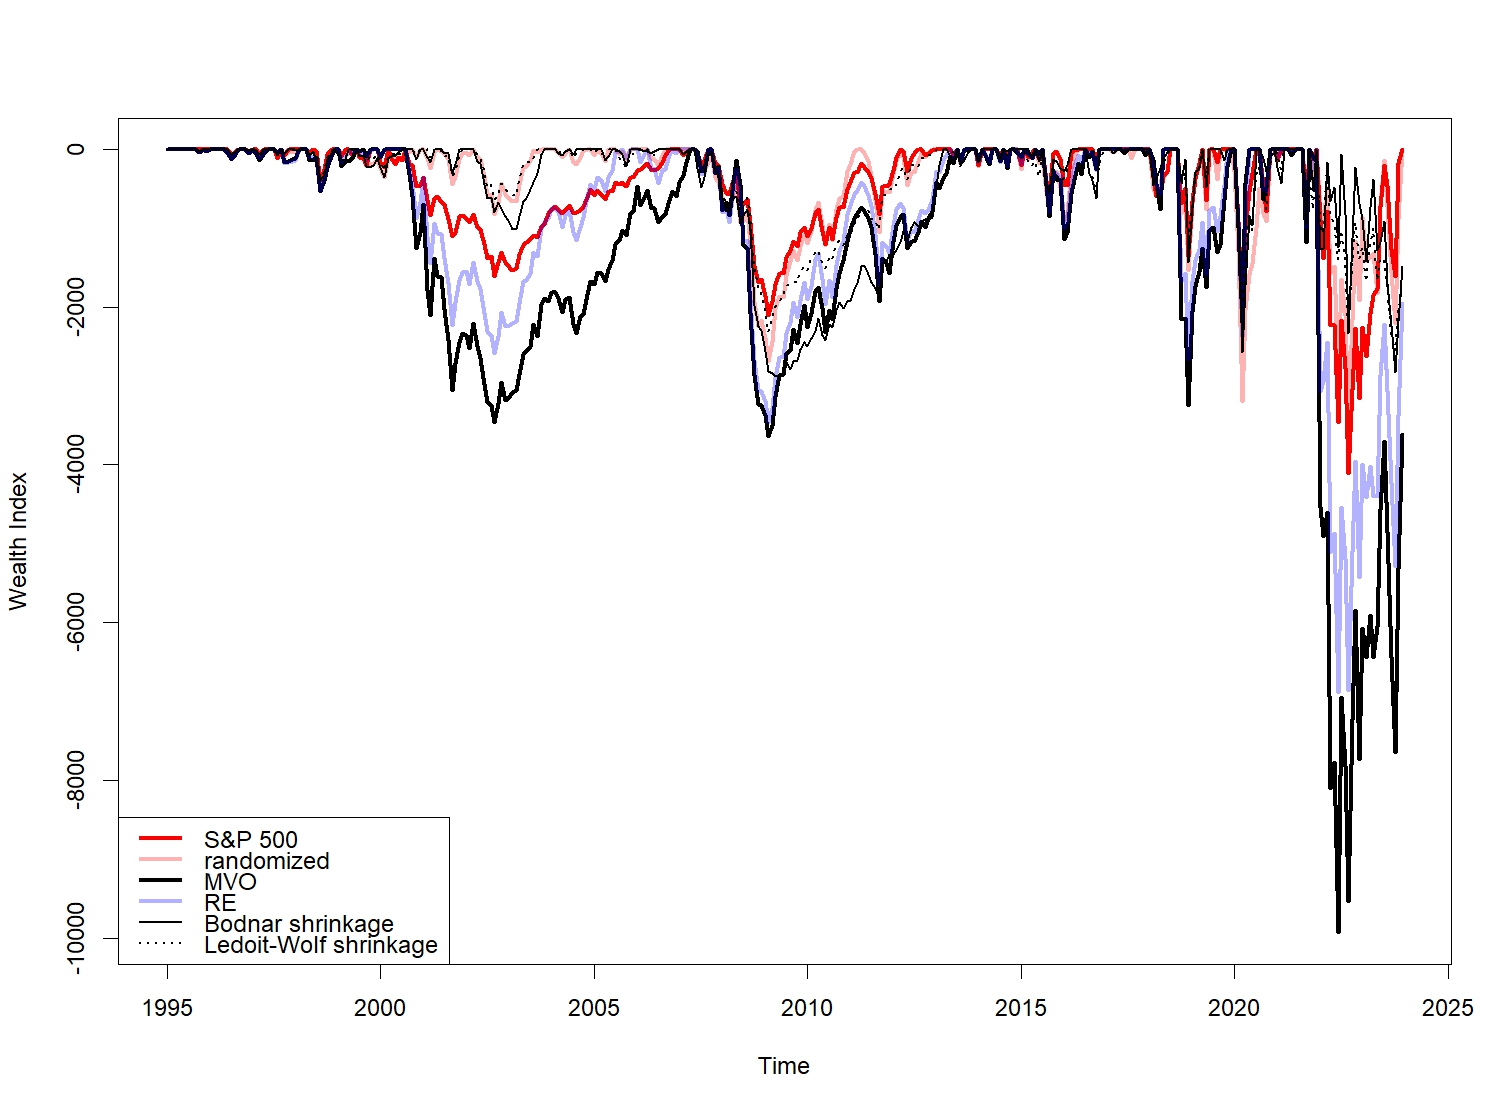 0
-2000
-4000
-6000
-8000
-10000
Wealth Index
S&P 500
randomized
MVO
RE
Bodnar shrinkage
Ledoit-Wolf shrinkage
1995 2000 2005 2010 2015 2020 2025
Time